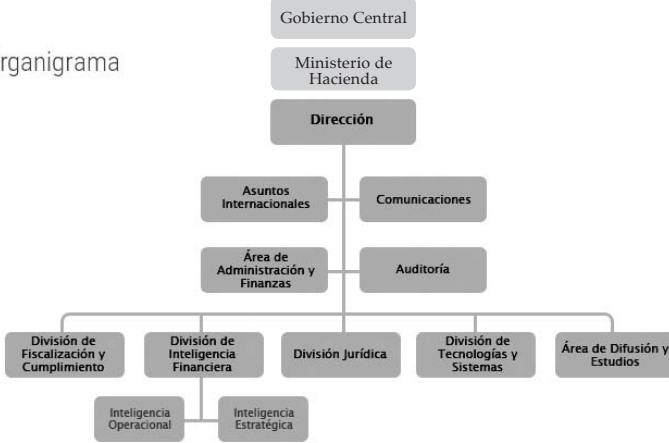 Gobierno Central
rganigrama
Ministerio de
Hacienda
Dirección
Asuntos
Internacionales
Comunicaciones
Área de
Administración y
Finanzas
Auditoría
División de
Fiscalización y
Cumplimiento
División de
Inteligencia
Financiera
División Jurídica
División de
Tecnologías y
Sistemas
Área de Difusión y
Estudios
Inteligencia
Operacional
Inteligencia
Estratégica